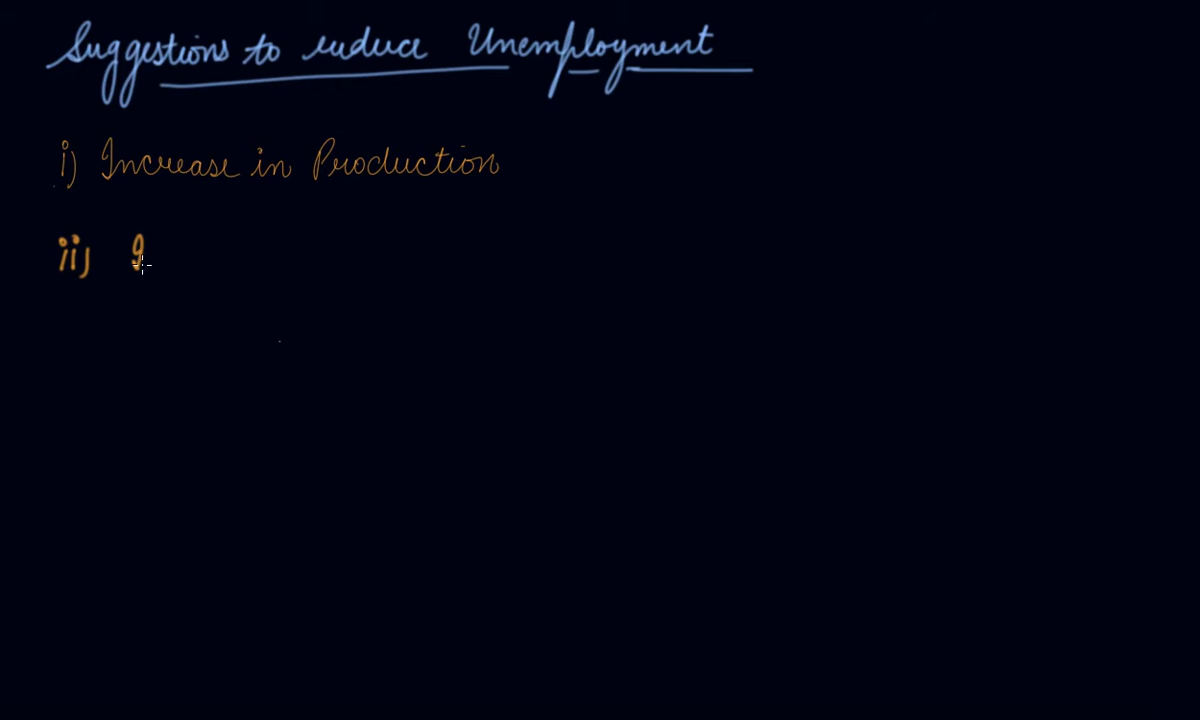 Suggestions to reduce Unemployment
i) Increase in Production
ii)